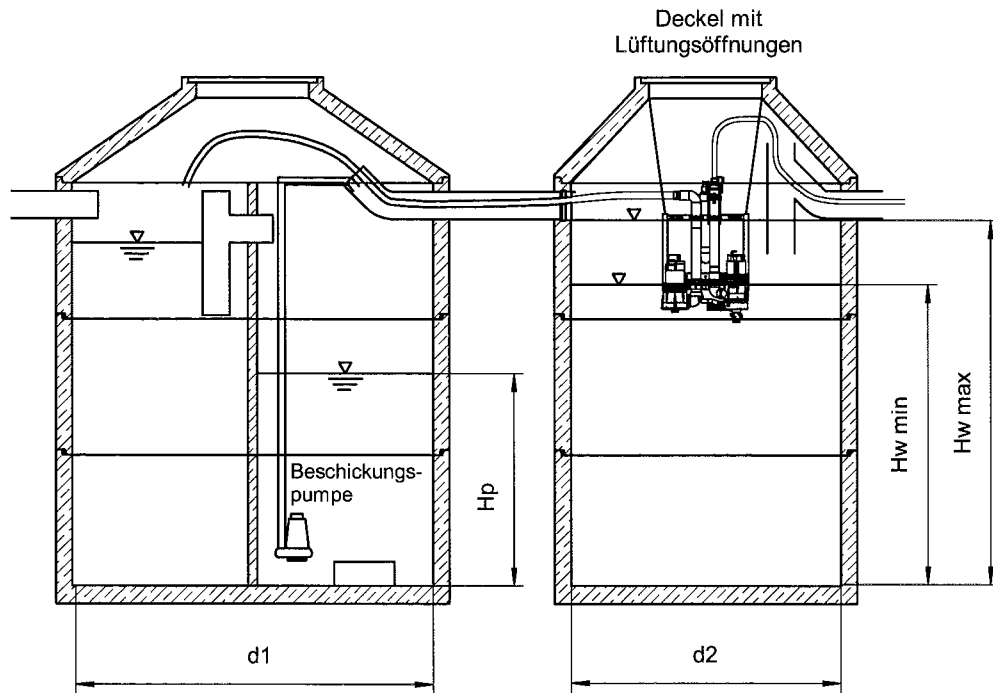 Deckel mit
Lüftungsöffnungen
Beschickungs-
pumpe
Hp
Hw min
Hw max
d1
d2